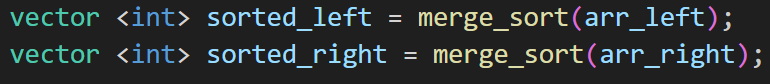 vector <int> sorted_left = merge_sort(arr_left);
vector <int> sorted_right = merge_sort(arr_right);